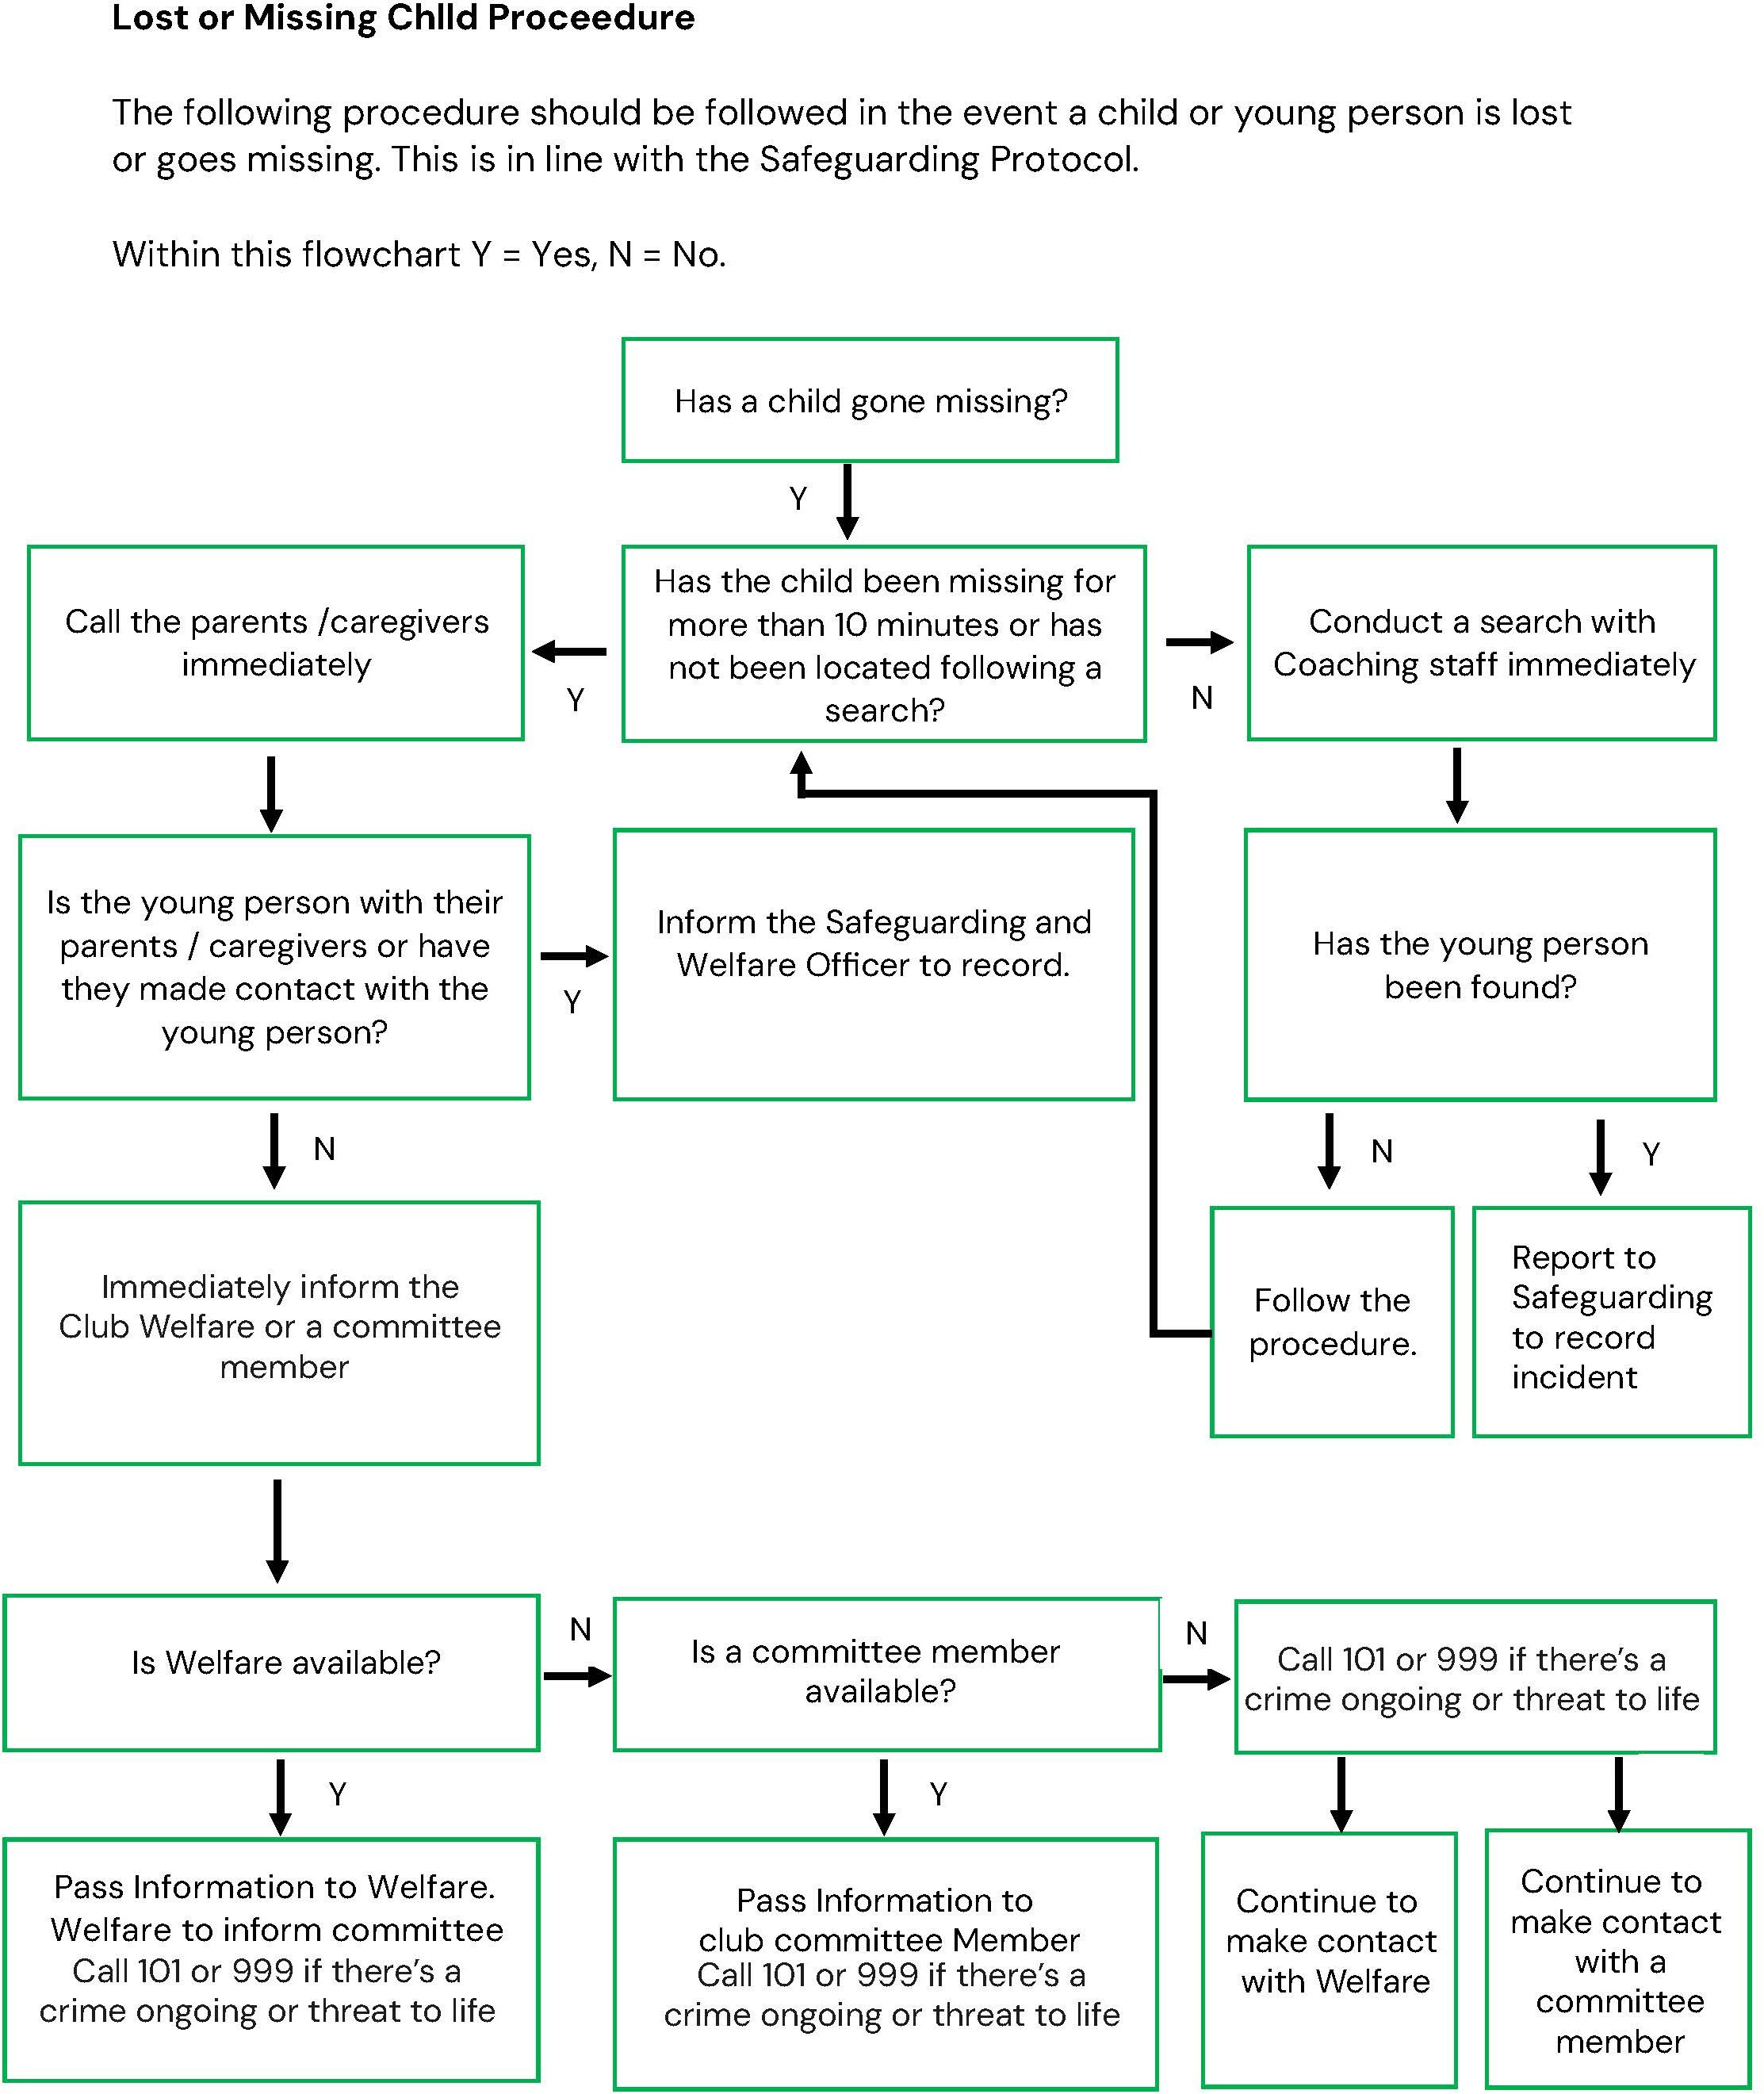 Lost or Missing ChIld Proceedure
The following procedure should be followed in the event a child or young person is lost
or goes missing. This is in line with the Safeguarding Protocol.
Within this flowchart Y = Yes, N = No.
Has a child gone missing?
Y
Call the parents /caregivers
immediately
Y
Has the child been missing for
more than 10 minutes or has
not been located following a
search?
N
Conduct a search with
Coaching staff immediately
Is the young person with their
parents / caregivers or have
they made contact with the
young person?
Y
Inform the Safeguarding and
Welfare Officer to record.
Has the young person
been found?
N
N
Y
Immediately inform the
Club Welfare or a committee
member
Follow the
procedure.
Report to
Safeguarding
to record
incident
Is Welfare available?
N
Is a committee member
available?
N
Call 101 or 999 if there's a
crime ongoing or threat to life
Y
Y
Pass Information to Welfare.
Welfare to inform committee
Call 101 or 999 if there's a
crime ongoing or threat to life
Pass Information to
club committee Member
Call 101 or 999 if there's a
crime ongoing or threat to life
Continue to
make contact
with Welfare
Continue to
make contact
with a
committee
member